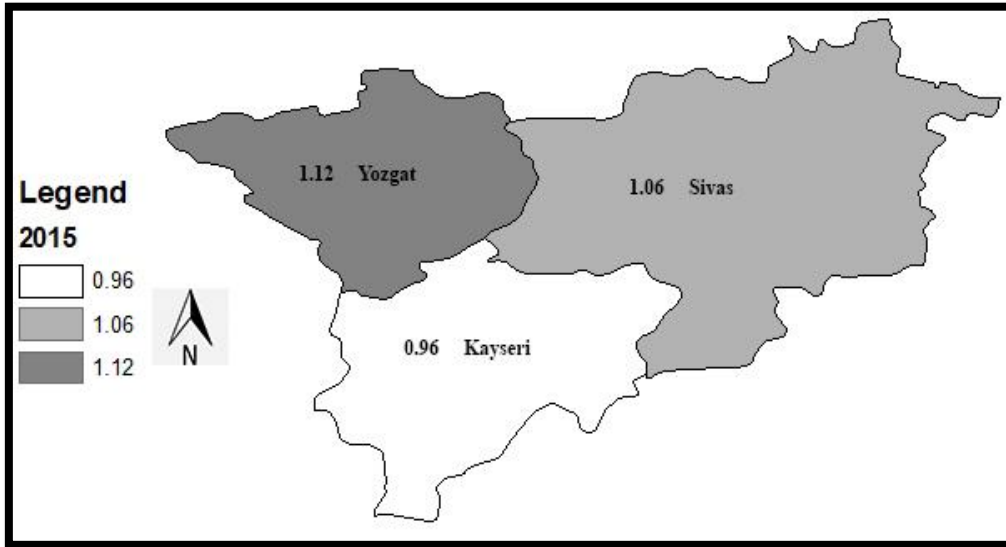 1.12 Yozgat
1.06 Sivas
Legend
2015
0.96
1.06
1.12
N
0.96 Kayseri